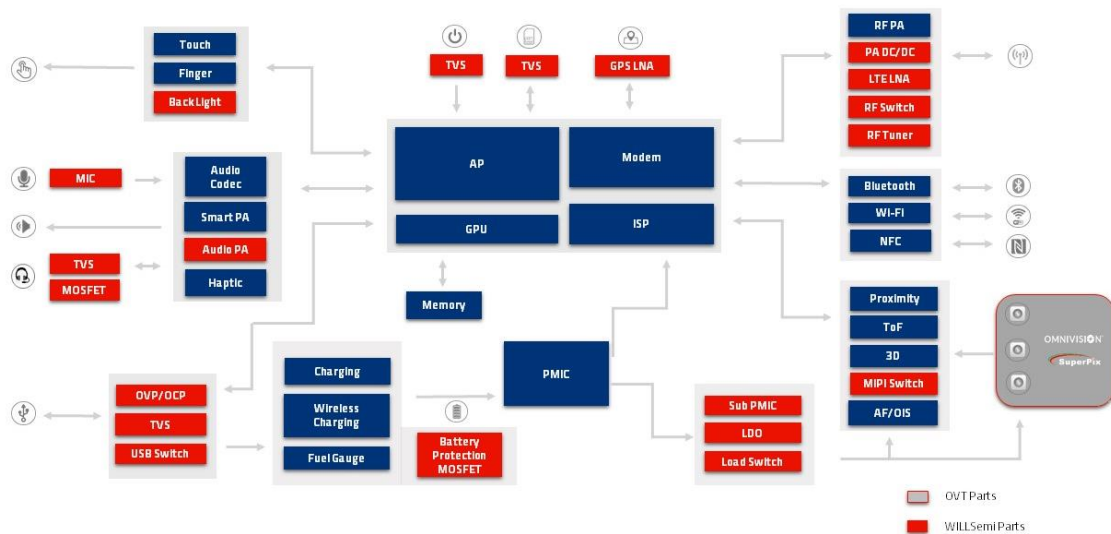 Touch
Finger
BackLight
TVS
TVS
GPS LNA
RF PA
PA DC/DC
LTE LNA
RF Switch
RF Tuner
AP
Modem
GPU
ISP
MIC
Audio
Codec
Smart PA
Audio PA
Haptic
TVS
MOSFET
Bluetooth
Wi-Fi
NFC
Memory
Proximity
ToF
3D
MIPI Switch
AF/OIS
OMNIVISION
SuperPix
OVP/OCP
TVS
USB Switch
Charging
Wireless
Charging
Fuel Gauge
Battery
Protection
MOSFET
PMIC
Sub PMIC
LDO
Load Switch
OVT Parts
WILLSemi Parts